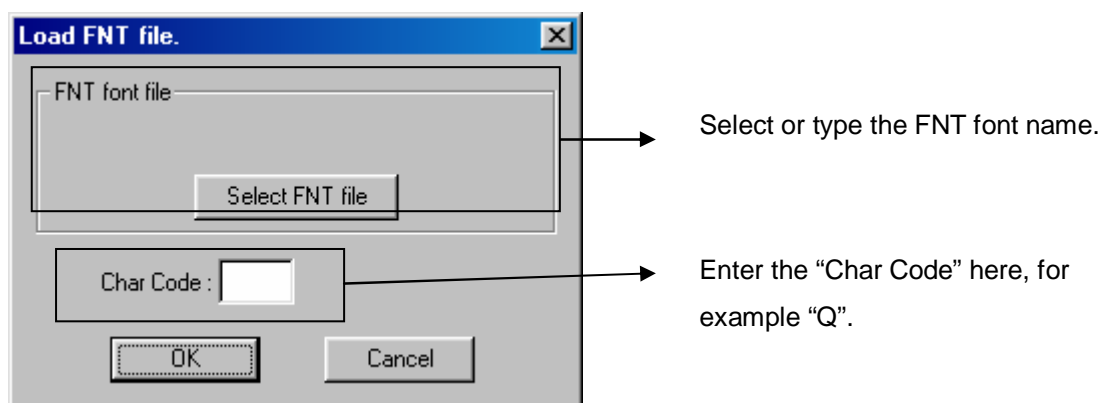 Load FNT file.
FNT font file
Select FNT file
Char Code :
OK
Cancel
Select or type the FNT font name.
Enter the “Char Code” here, for
example “Q”.